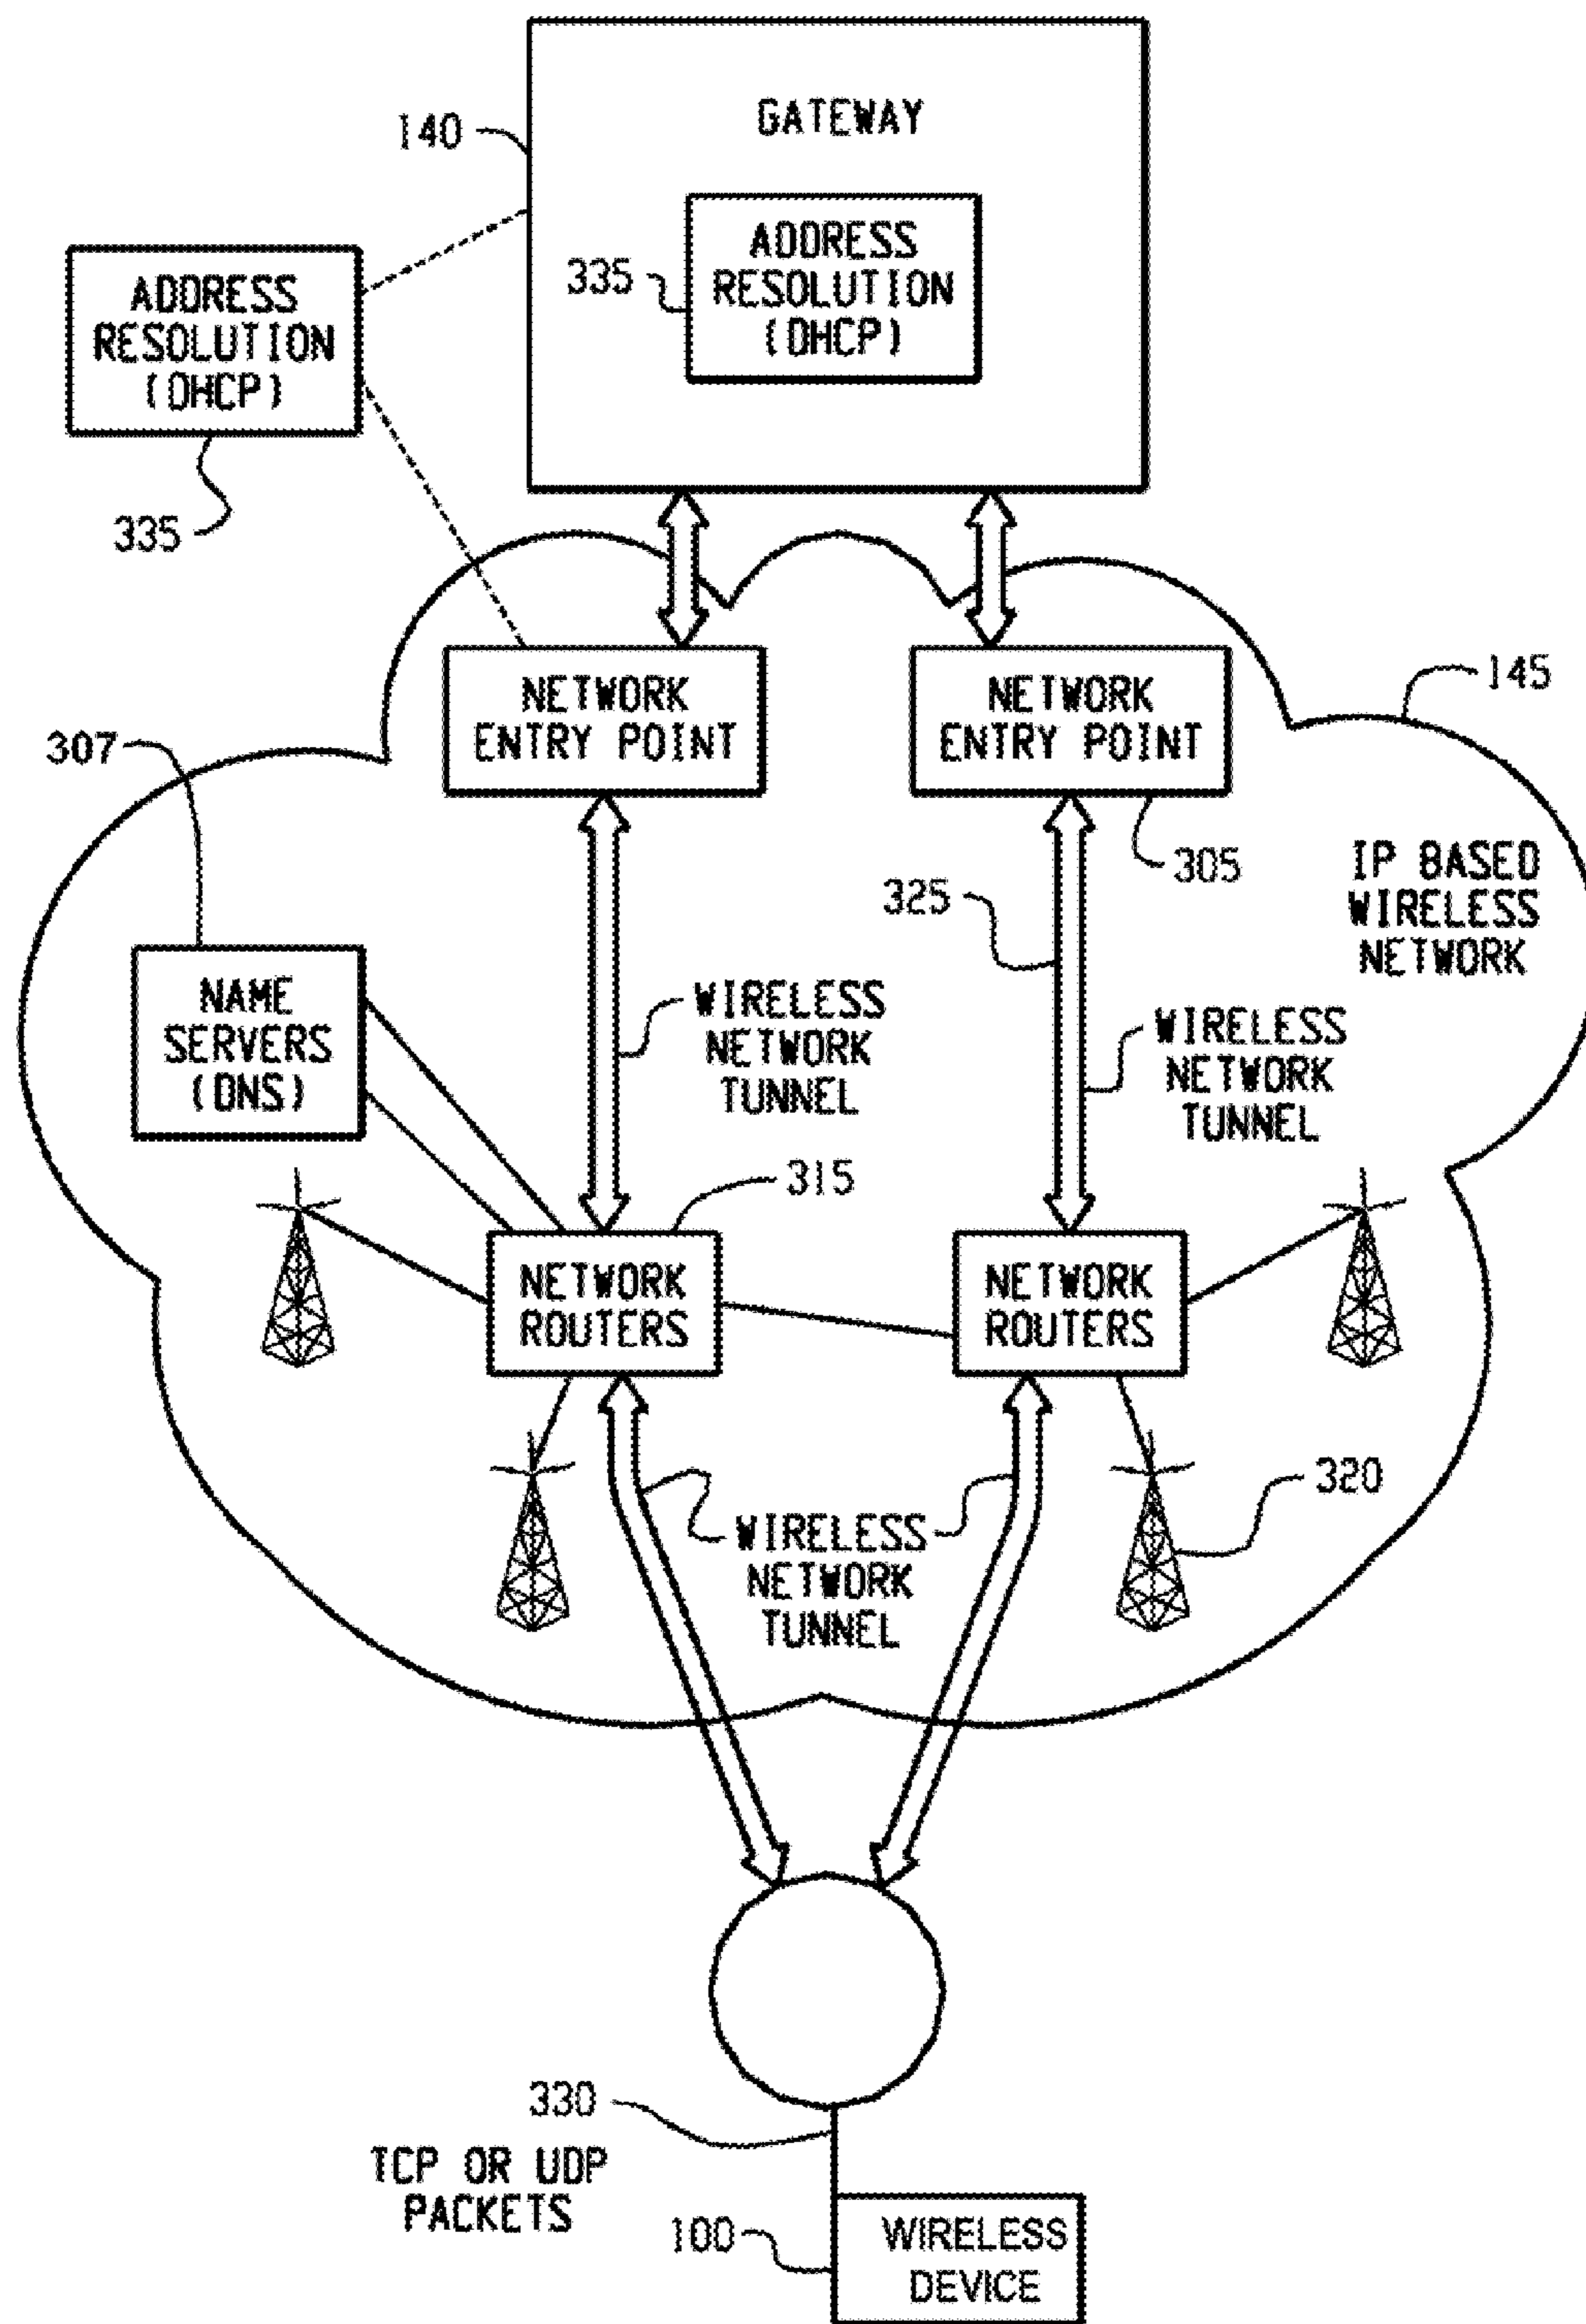 GATEWAY
140
ADDRESS
RESOLUTION
(DHCP)
335
ADDRESS
RESOLUTION
(DHCP)
335
NETWORK
ENTRY POINT
NETWORK
ENTRY POINT
145
307
305
325
IP BASED
WIRELESS
NETWORK
NAME
SERVERS
(DNS)
WIRELESS
NETWORK
TUNNEL
WIRELESS
NETWORK
TUNNEL
315
NETWORK
ROUTERS
NETWORK
ROUTERS
320
WIRELESS
NETWORK
TUNNEL
330
TCP OR UDP
PACKETS
100
WIRELESS
DEVICE